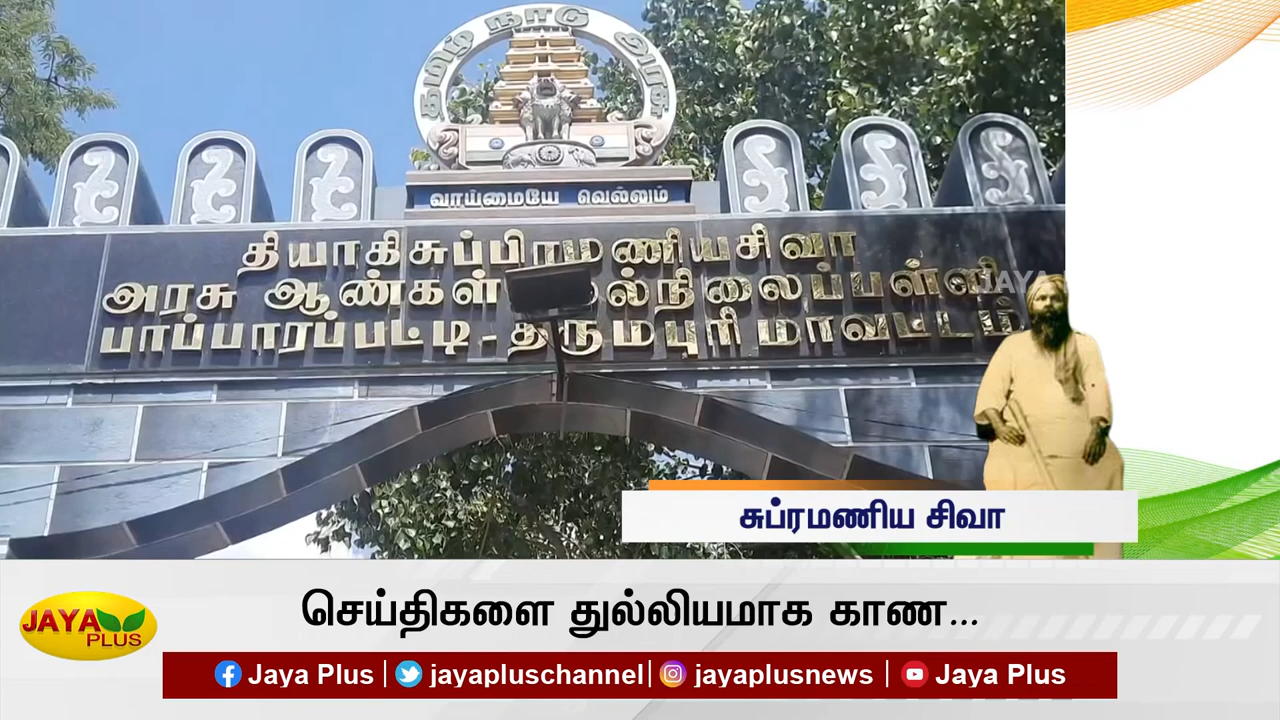 தமிழ் நாடு அரசு
வாய்மையே வெல்லும்
தியாகிசுப்பிரமணியசிவா
அரசு ஆண்கள்
பாப்பாரப்பட்டி - தருமபுரி மாவட்டம்
JAYA
சுப்ரமணிய சிவா
செய்திகளை துல்லியமாக காண...
JAYA PLUS
Jaya Plus | jayapluschannel | jayaplusnews | Jaya Plus